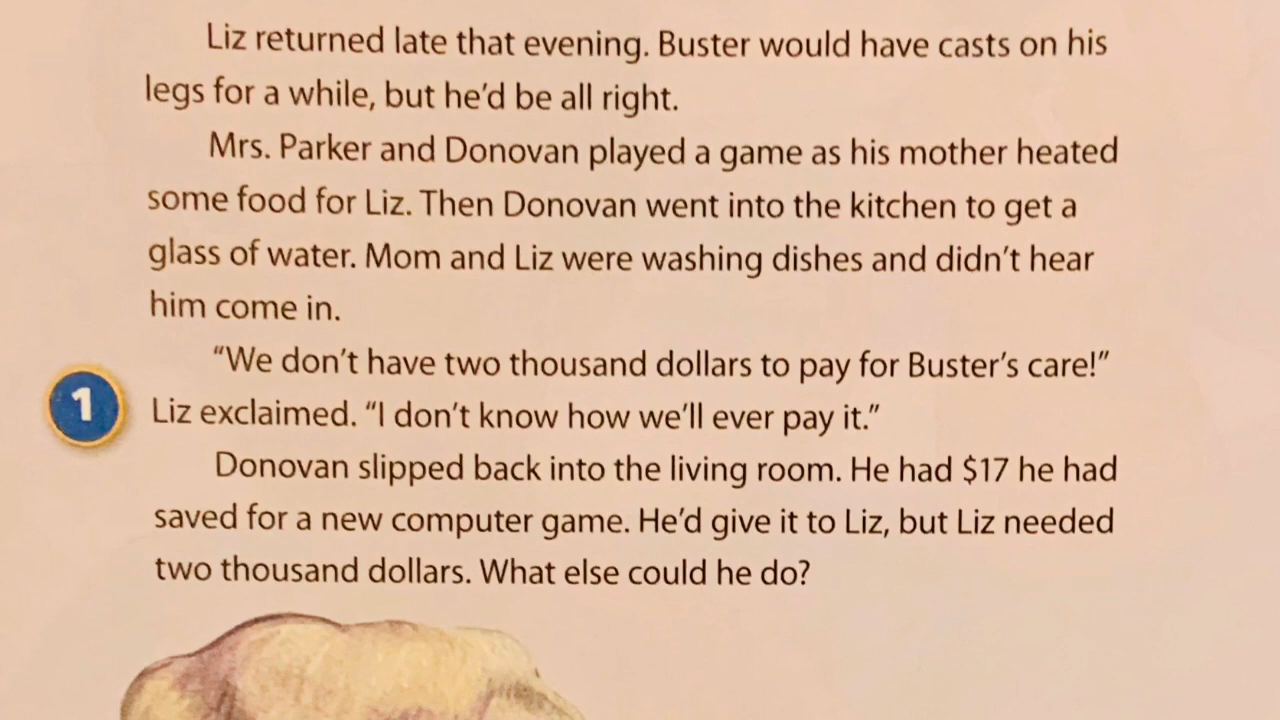 Liz returned late that evening. Buster would have casts on his
legs for a while, but he’d be all right.
Mrs. Parker and Donovan played a game as his mother heated
some food for Liz. Then Donovan went into the kitchen to get a
glass of water. Mom and Liz were washing dishes and didn’t hear
him come in.
“We don’t have two thousand dollars to pay for Buster’s care!”
1
Liz exclaimed. “I don’t know how we’ll ever pay it.”
Donovan slipped back into the living room. He had $17 he had
saved for a new computer game. He’d give it to Liz, but Liz needed
two thousand dollars. What else could he do?